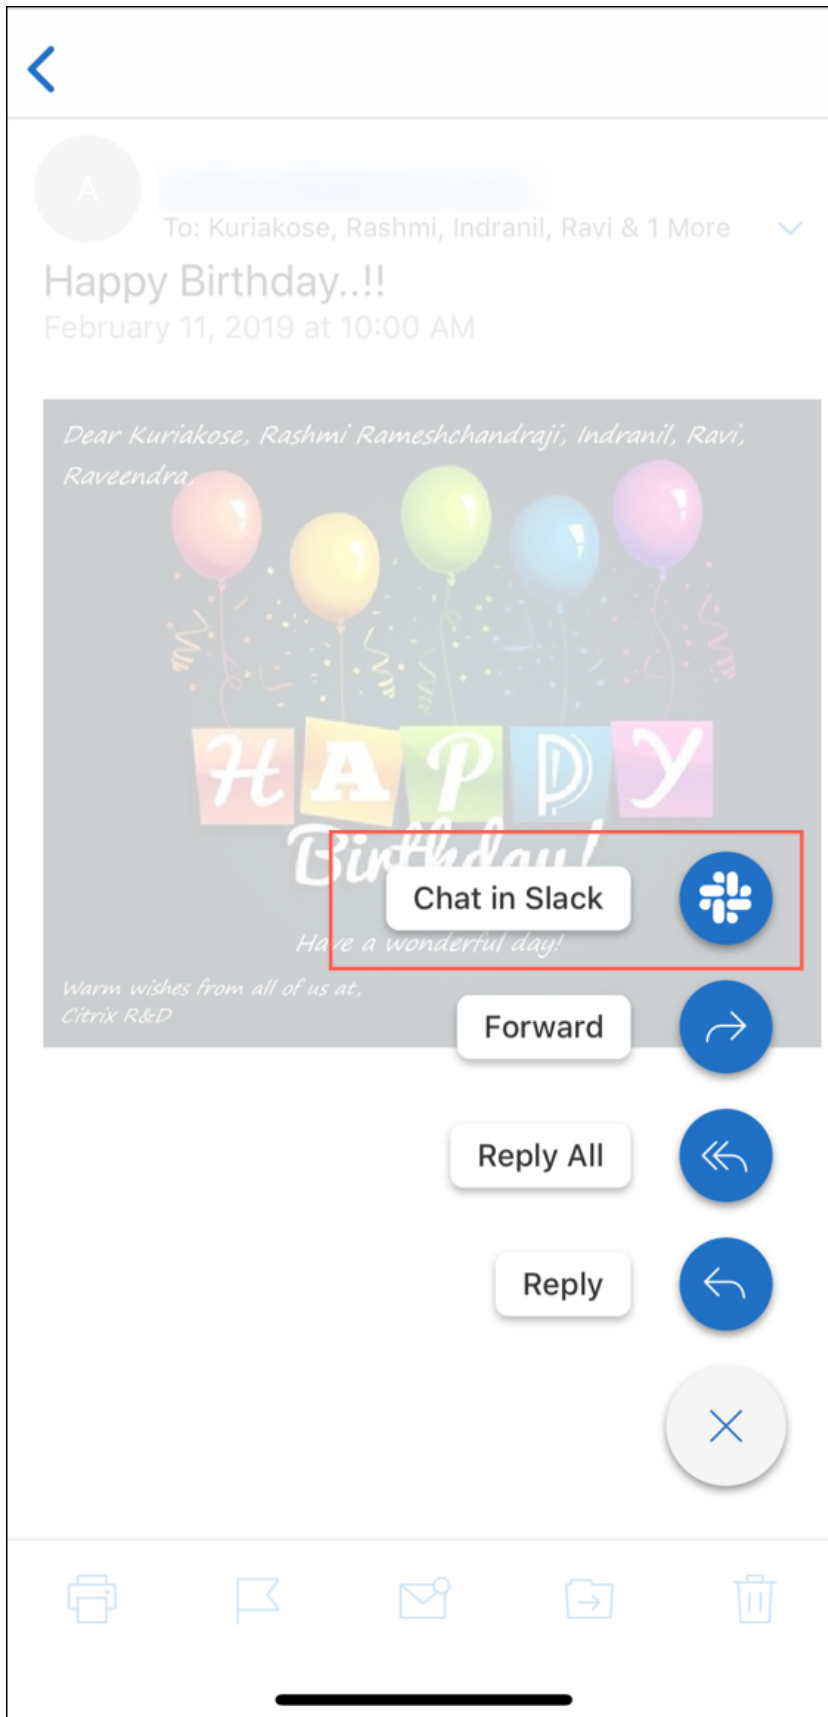 A
To: Kuriakose, Rashmi, Indranil, Ravi & 1 More
Happy Birthday..!!
February 11, 2019 at 10:00 AM
Dear Kuriakose, Rashmi Rameshchandraji, Indranil, Ravi,
Raveendra,
HAPPY
Birthday!
Chat in Slack
Have a wonderful day!
Warm wishes from all of us at,
Citrix R&D
Forward
Reply All
Reply